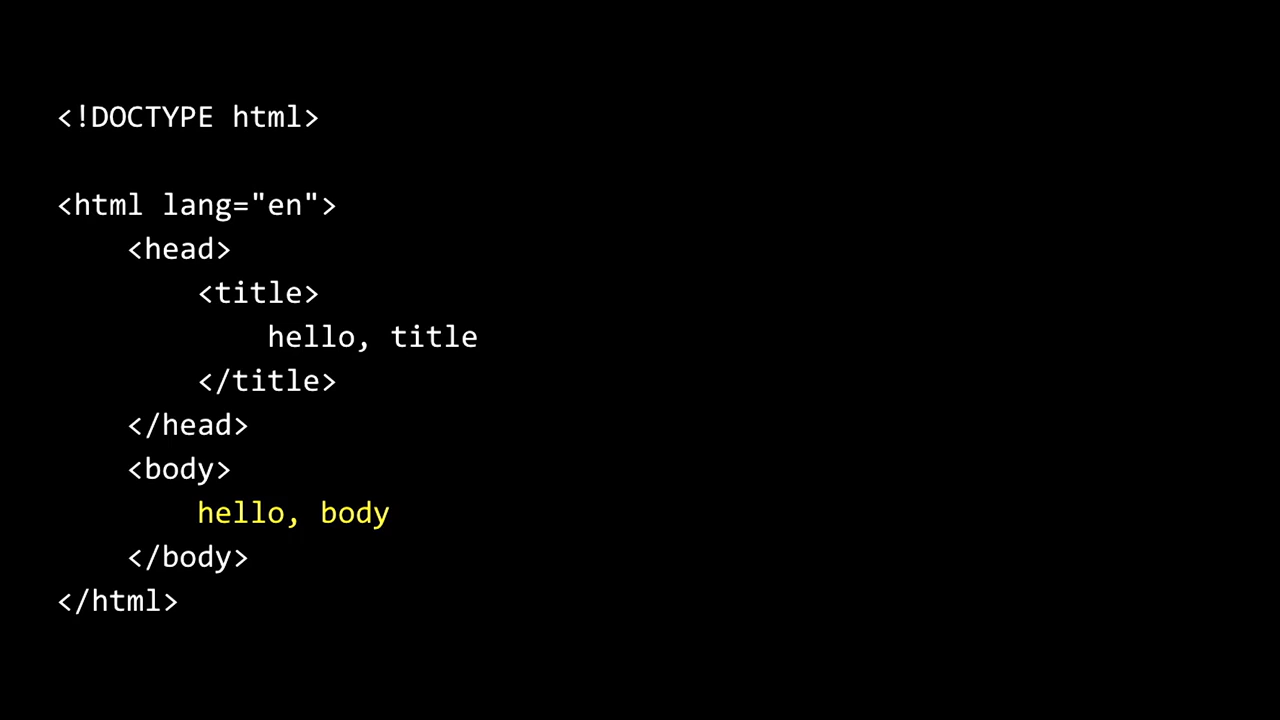 <!DOCTYPE html>
<html lang="en">
<head>
<title>
hello, title
</title>
</head>
<body>
hello, body
</body>
</html>